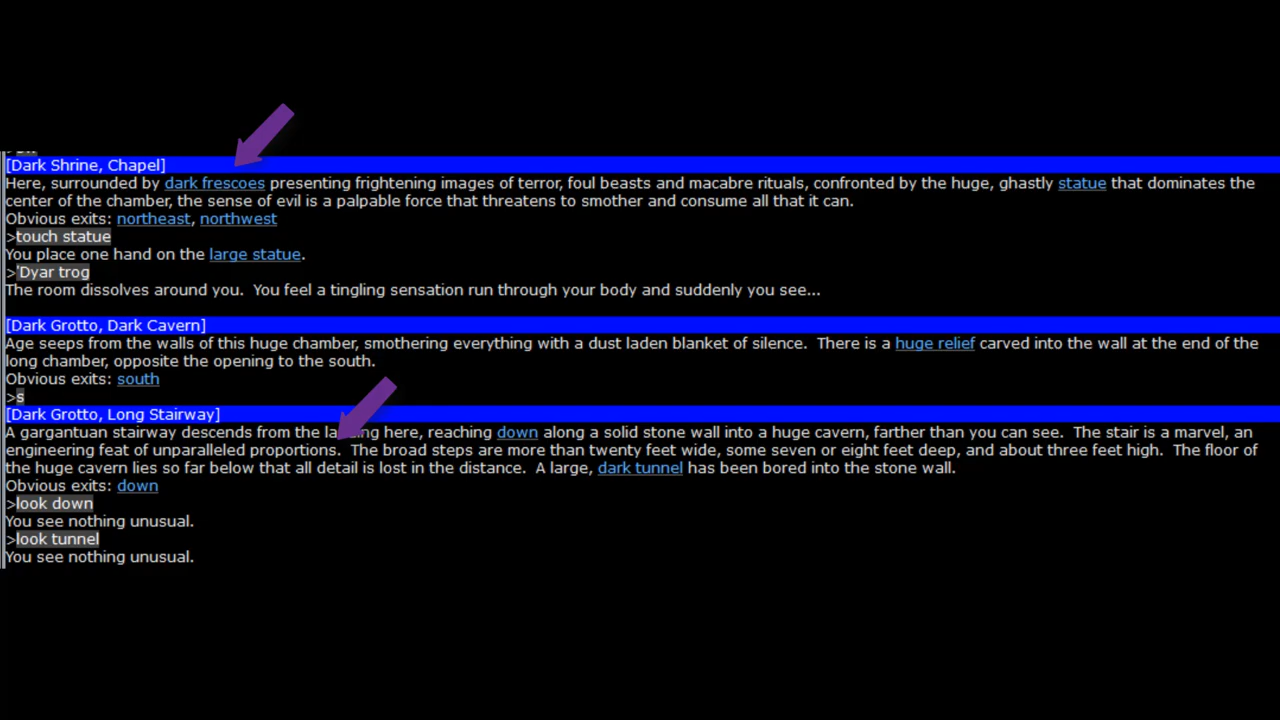 [Dark Shrine, Chapel]
Here, surrounded by dark frescoes presenting frightening images of terror, foul beasts and macabre rituals, confronted by the huge, ghastly statue that dominates the
center of the chamber, the sense of evil is a palpable force that threatens to smother and consume all that it can.
Obvious exits: northeast, northwest
>touch statue
You place one hand on the large statue.
>'Dyar trog
The room dissolves around you.  You feel a tingling sensation run through your body and suddenly you see...
[Dark Grotto, Dark Cavern]
Age seeps from the walls of this huge chamber, smothering everything with a dust laden blanket of silence.  There is a huge relief carved into the wall at the end of the
long chamber, opposite the opening to the south.
Obvious exits: south
>s
[Dark Grotto, Long Stairway]
A gargantuan stairway descends from the landing here, reaching down along a solid stone wall into a huge cavern, farther than you can see.  The stair is a marvel, an
engineering feat of unparalleled proportions.  The broad steps are more than twenty feet wide, some seven or eight feet deep, and about three feet high.  The floor of
the huge cavern lies so far below that all detail is lost in the distance.  A large, dark tunnel has been bored into the stone wall.
Obvious exits: down
>look down
You see nothing unusual.
>look tunnel
You see nothing unusual.